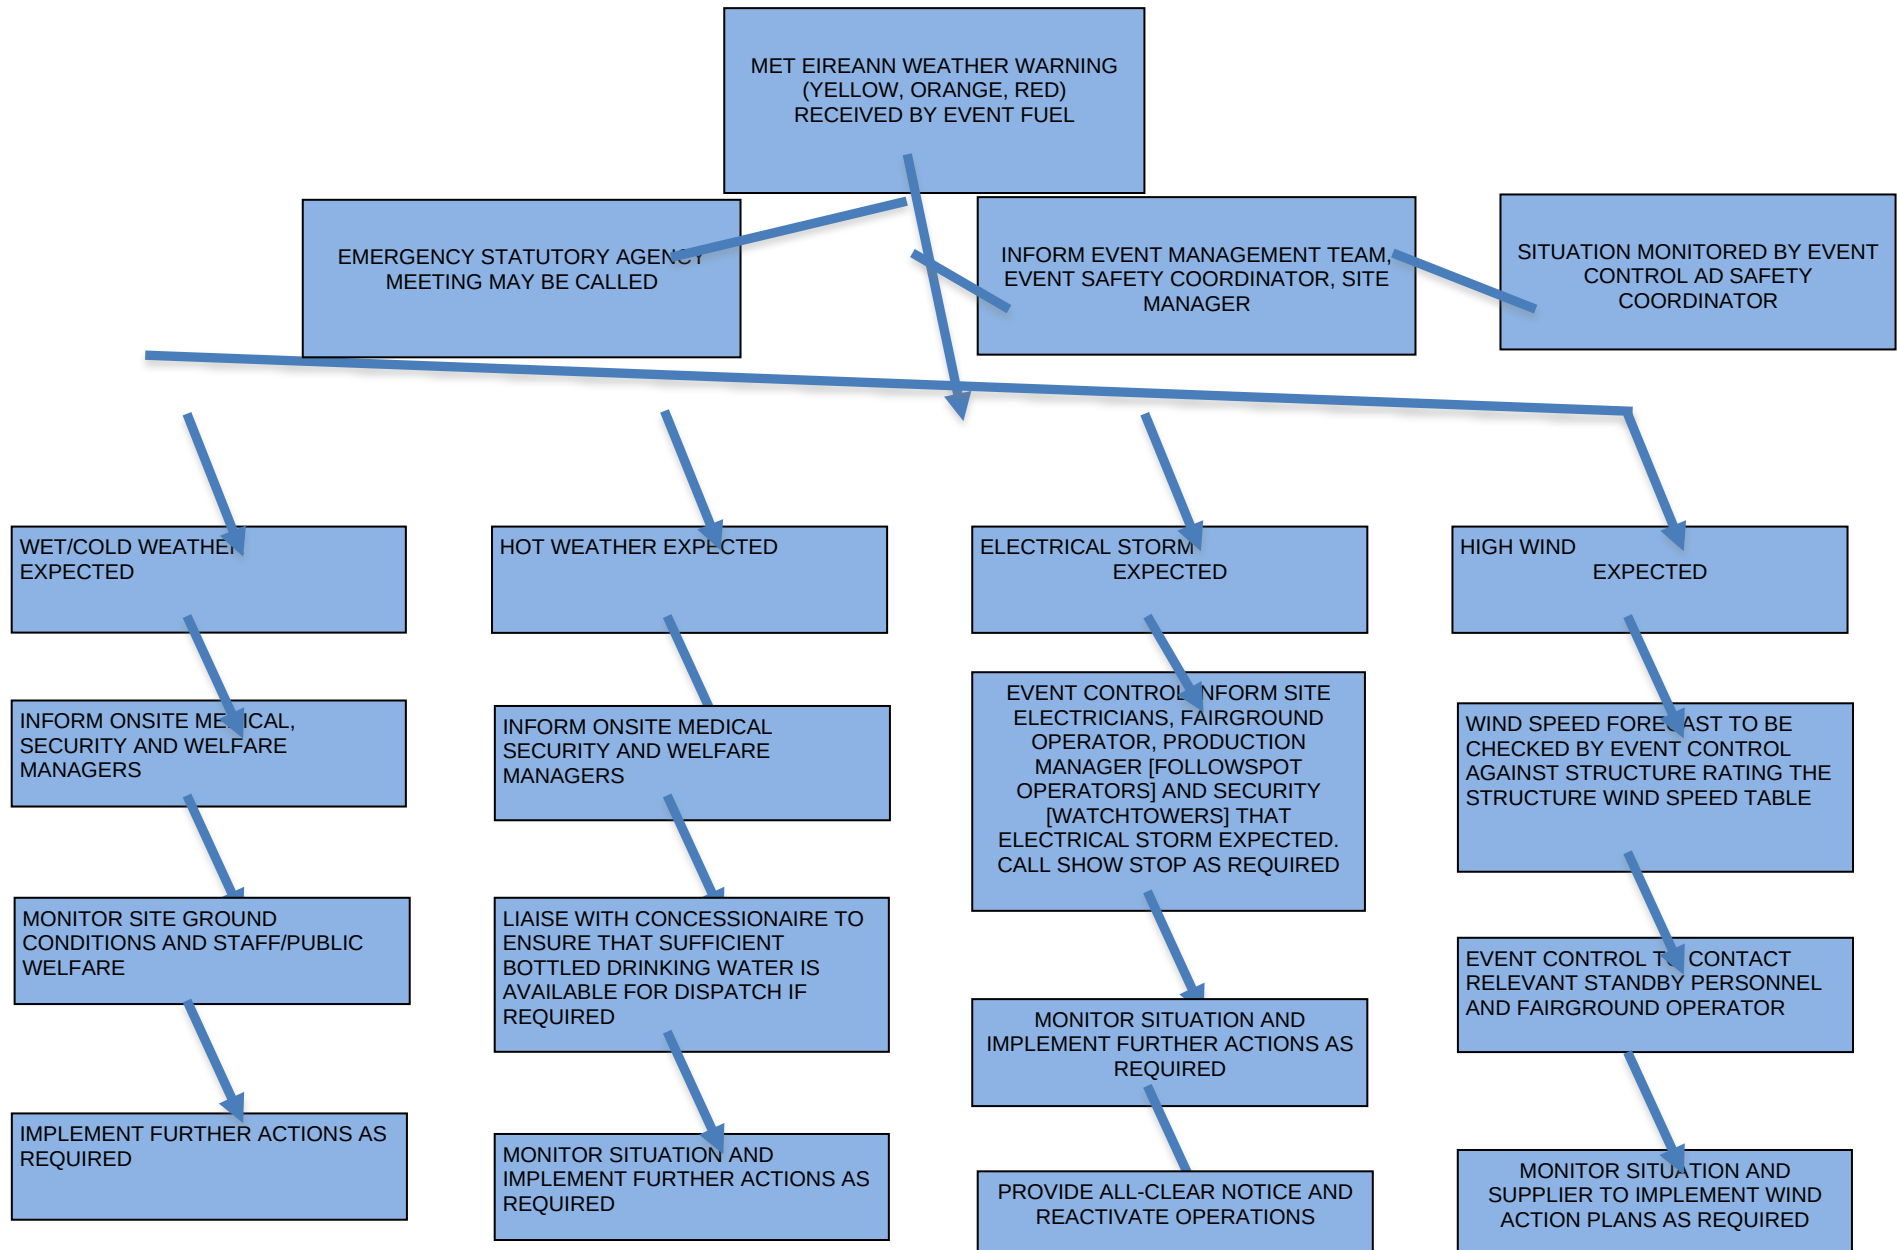 MET EIREANN WEATHER WARNING
(YELLOW, ORANGE, RED)
RECEIVED BY EVENT FUEL
EMERGENCY STATUTORY AGENCY
MEETING MAY BE CALLED
INFORM EVENT MANAGEMENT TEAM,
EVENT SAFETY COORDINATOR, SITE
MANAGER
SITUATION MONITORED BY EVENT
CONTROL AD SAFETY
COORDINATOR
WET/COLD WEATHER
EXPECTED
HOT WEATHER EXPECTED
ELECTRICAL STORM
EXPECTED
HIGH WIND
EXPECTED
INFORM ONSITE MEDICAL,
SECURITY AND WELFARE
MANAGERS
INFORM ONSITE MEDICAL
SECURITY AND WELFARE
MANAGERS
EVENT CONTROL INFORM SITE
ELECTRICIANS, FAIRGROUND
OPERATOR, PRODUCTION
MANAGER [FOLLOWSPOT
OPERATORS] AND SECURITY
[WATCHTOWERS] THAT
ELECTRICAL STORM EXPECTED.
CALL SHOW STOP AS REQUIRED
WIND SPEED FORECAST TO BE
CHECKED BY EVENT CONTROL
AGAINST STRUCTURE RATING THE
STRUCTURE WIND SPEED TABLE
MONITOR SITE GROUND
CONDITIONS AND STAFF/PUBLIC
WELFARE
LIAISE WITH CONCESSIONAIRE TO
ENSURE THAT SUFFICIENT
BOTTLED DRINKING WATER IS
AVAILABLE FOR DISPATCH IF
REQUIRED
MONITOR SITUATION AND
IMPLEMENT FURTHER ACTIONS AS
REQUIRED
EVENT CONTROL TO CONTACT
RELEVANT STANDBY PERSONNEL
AND FAIRGROUND OPERATOR
IMPLEMENT FURTHER ACTIONS AS
REQUIRED
MONITOR SITUATION AND
IMPLEMENT FURTHER ACTIONS AS
REQUIRED
PROVIDE ALL-CLEAR NOTICE AND
REACTIVATE OPERATIONS
MONITOR SITUATION AND
SUPPLIER TO IMPLEMENT WIND
ACTION PLANS AS REQUIRED